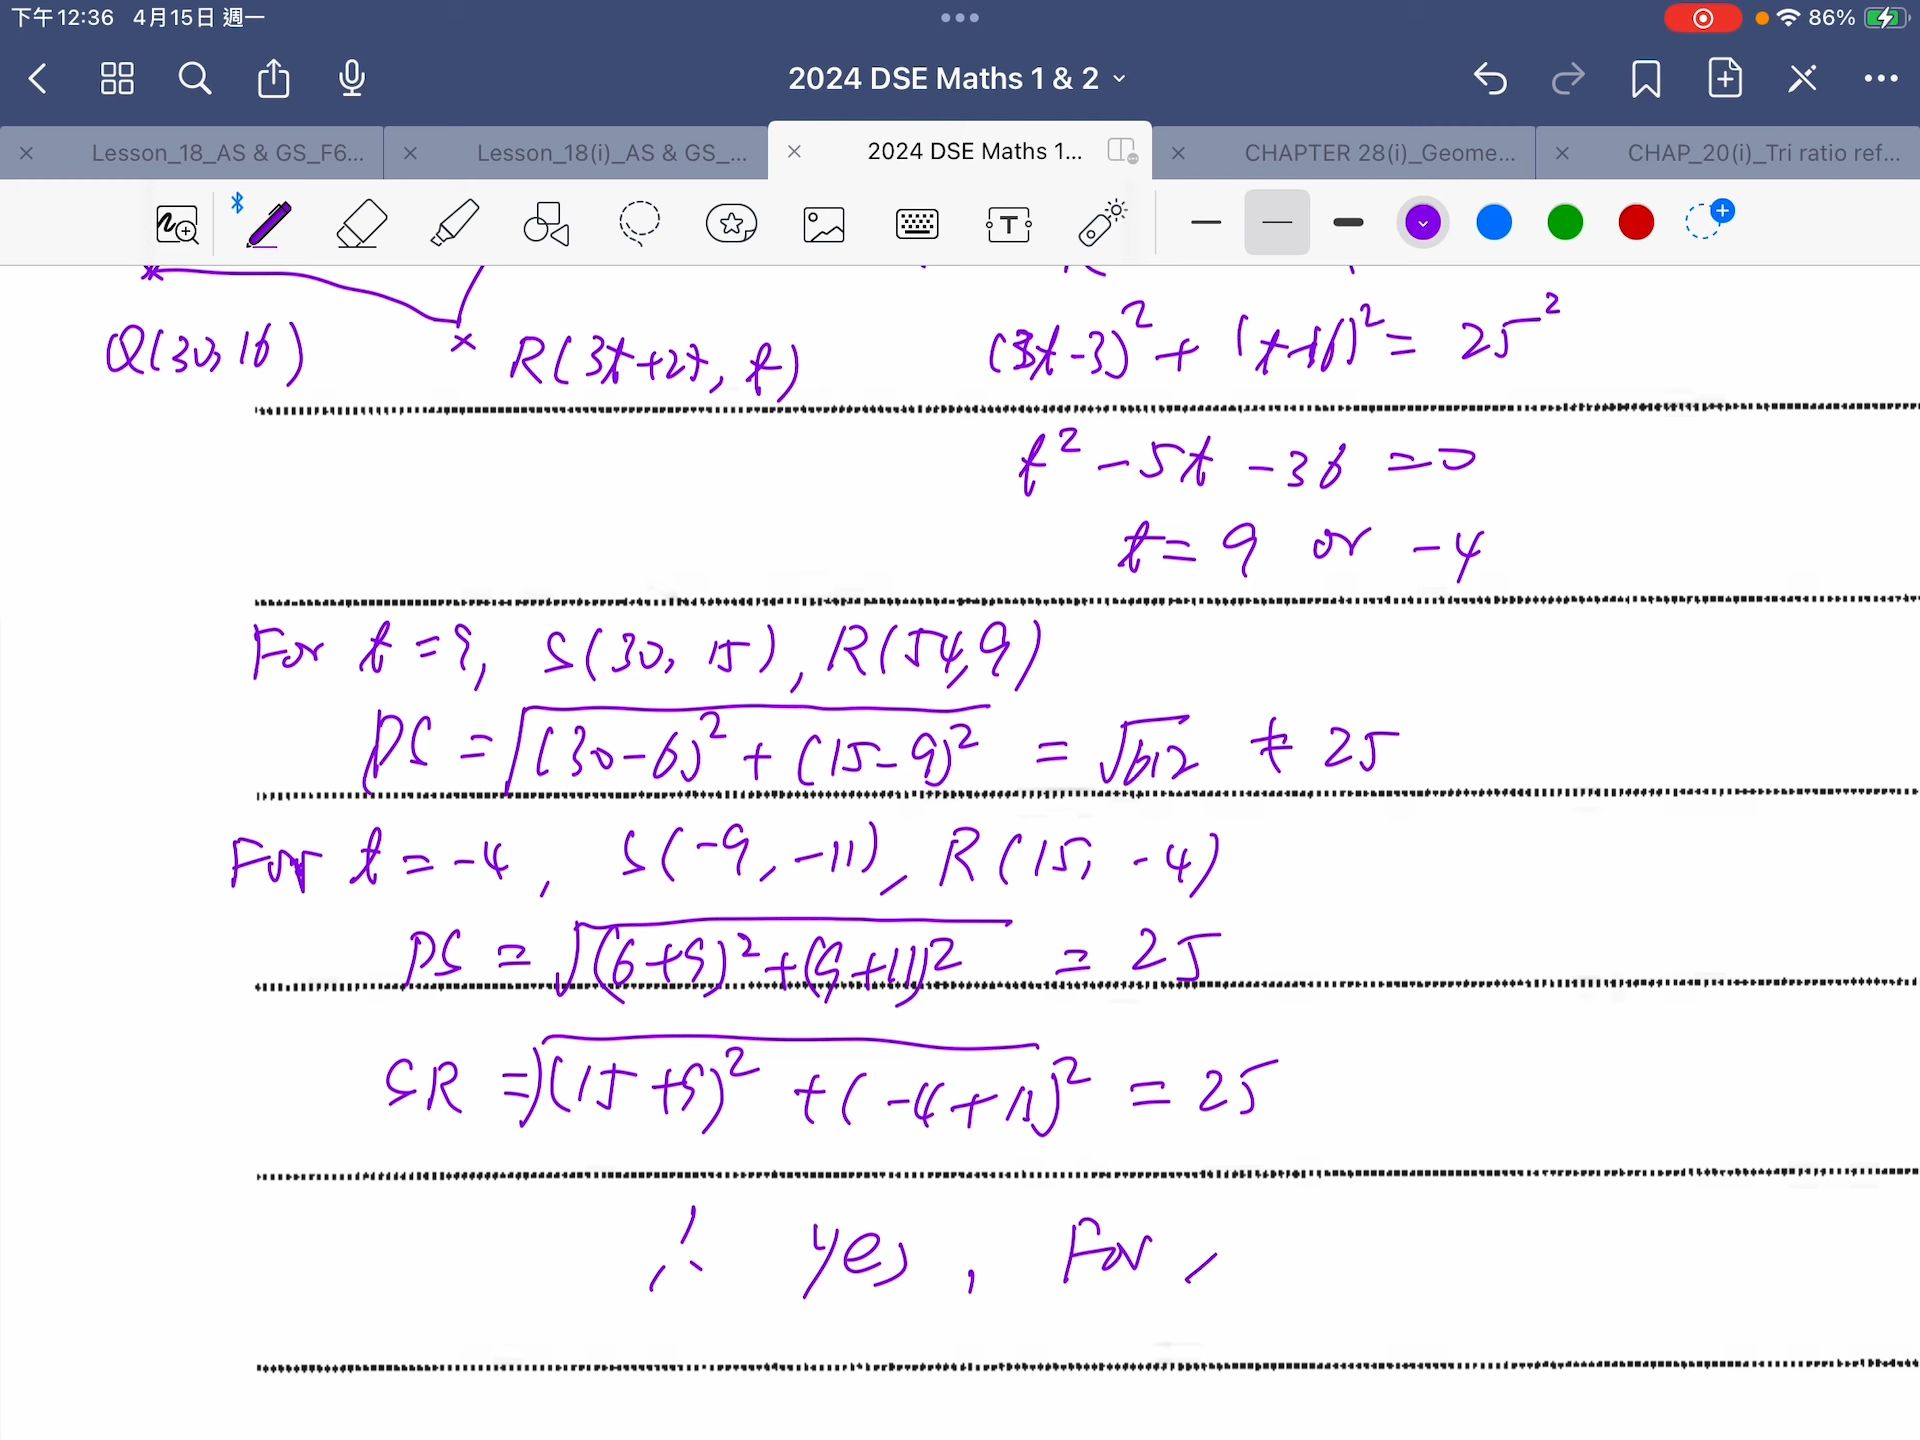 下午12:36 4月15日 週一
86%
2024 DSE Maths 1 & 2
Lesson_18_AS & GS_F6...
Lesson_18(i)_AS & GS_...
2024 DSE Maths 1...
CHAPTER 28(i)_Geome...
CHAP_20(i)_Tri ratio ref...
Q(30, 16)
R(3t+27, t)
(3t-3)² + (t-16)² = 25²
t² - 5t - 36 = 0
t = 9 or -4
For t = 9, S(30, 15), R(54, 9)
PS = √(30-6)² + (15-9)² = √612 ≠ 25
For t = -4, S(-9, -11), R(15, -4)
PS = √(6+9)² + (9+11)² = 25
SR = √(15+9)² + (-4+11)² = 25
∴ yes, For